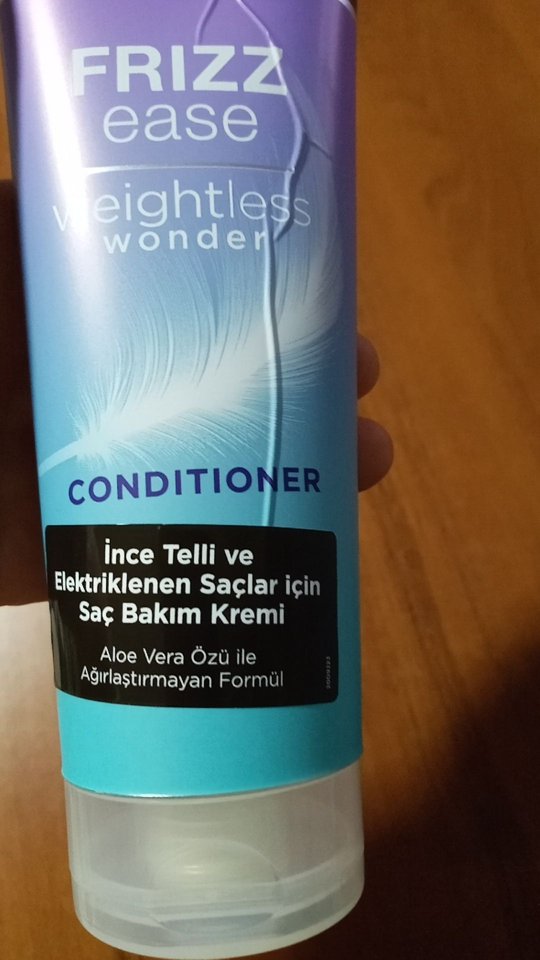 FRIZZ
ease
weightless
wonder
CONDITIONER
İnce Telli ve
Elektriklenen Saçlar için
Saç Bakım Kremi
Aloe Vera Özü ile
Ağırlaştırmayan Formül